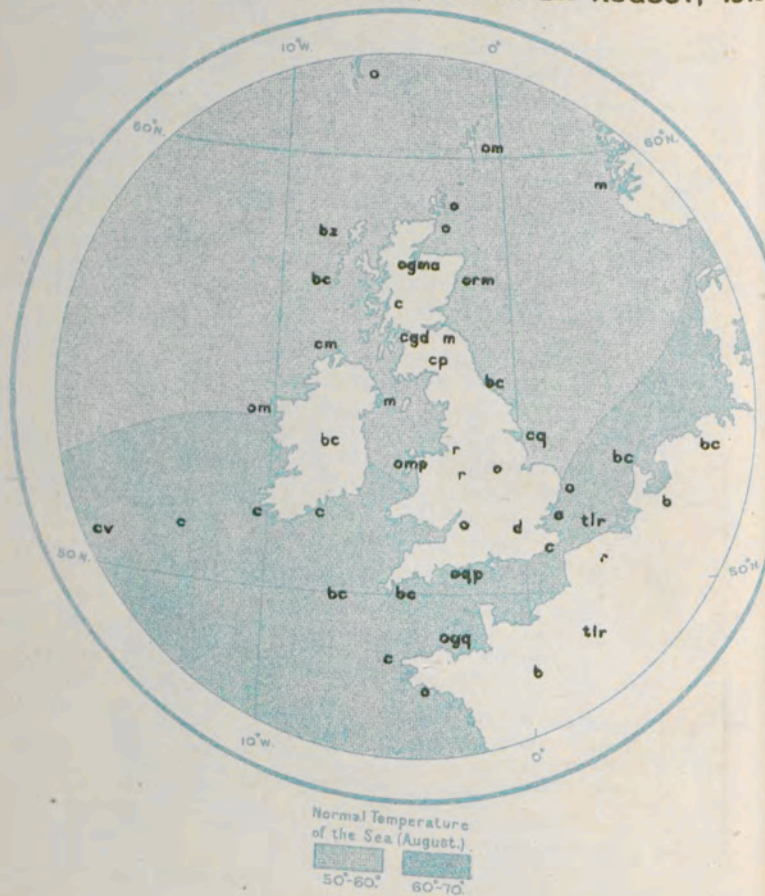 AUGUST,
10°W. 0°
o
60°N. om 60°N.
m
o
bz o
bc ogma orm
c
cm cgd m
cp
bc
om m
bc cq
r bc bc
omp r o
o b
c c c o tlr
cv o d
c r
50°N. 50°N.
oqp
bc bc
ogq tlr
c b
o
10°W. 0°
Normal Temperature
of the Sea (August.)
50°-60° 60°-70°